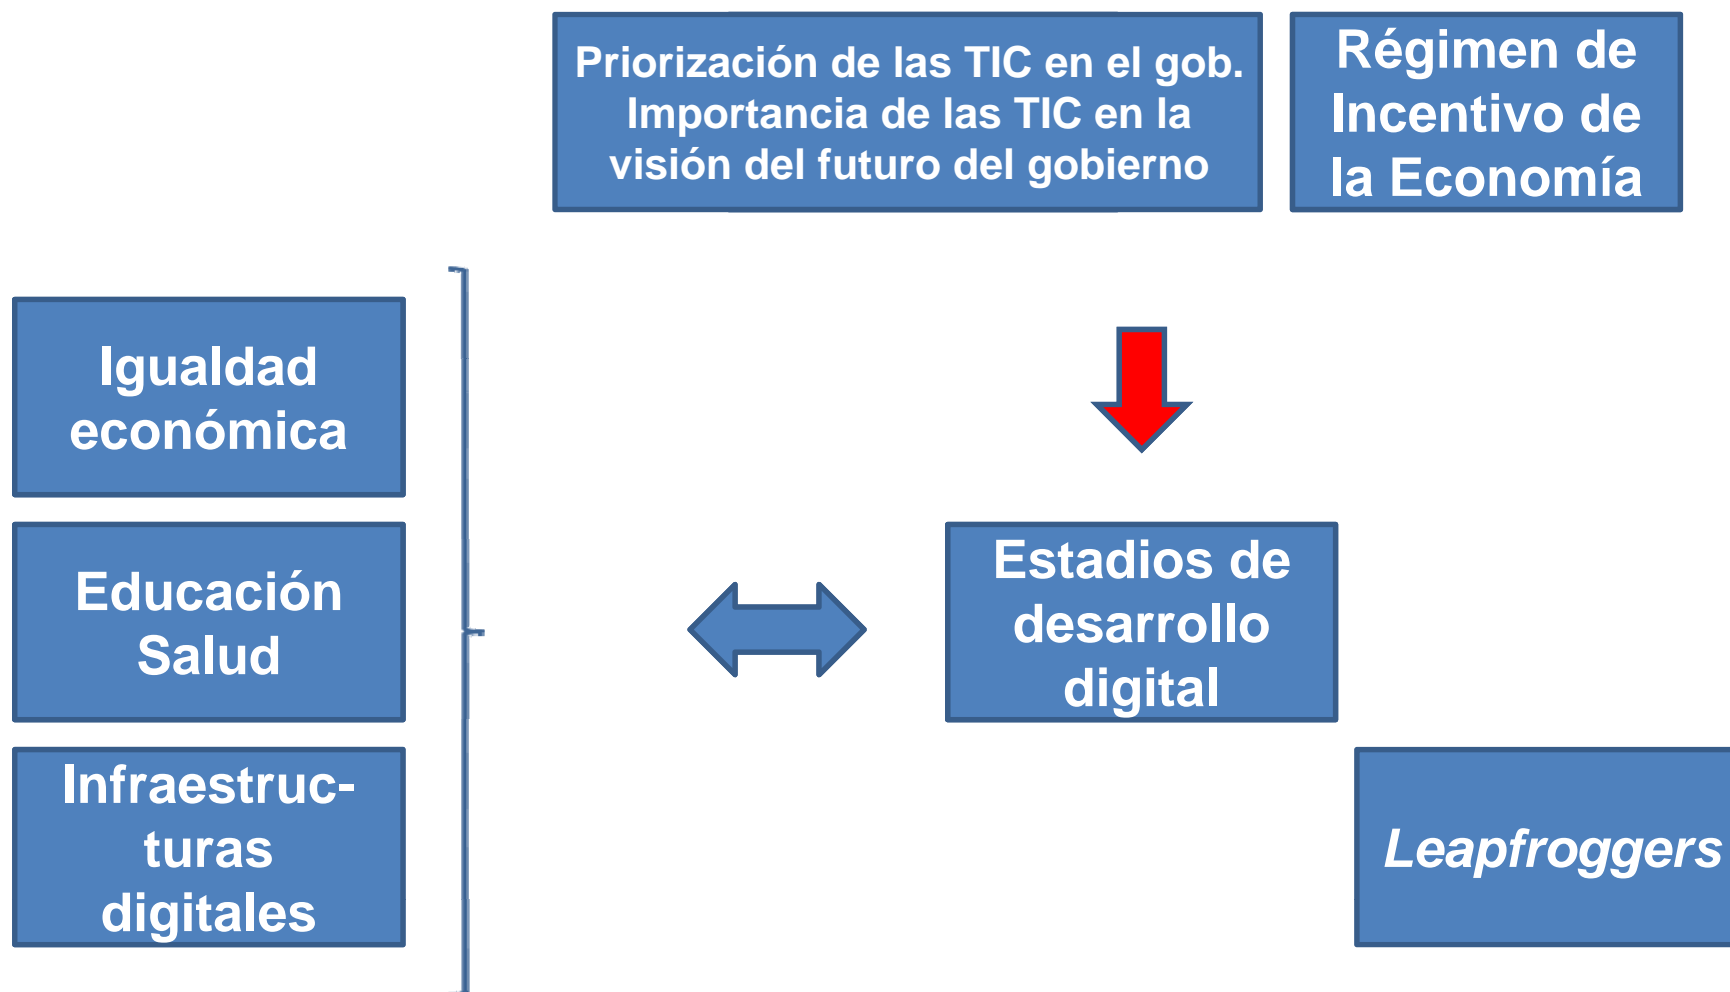 Priorización de las TIC en el gob.
Importancia de las TIC en la
visión del futuro del gobierno
Régimen de
Incentivo de
la Economía
Igualdad
económica
Educación
Salud
Infraestruc-
turas
digitales
Estadios de
desarrollo
digital
Leapfroggers